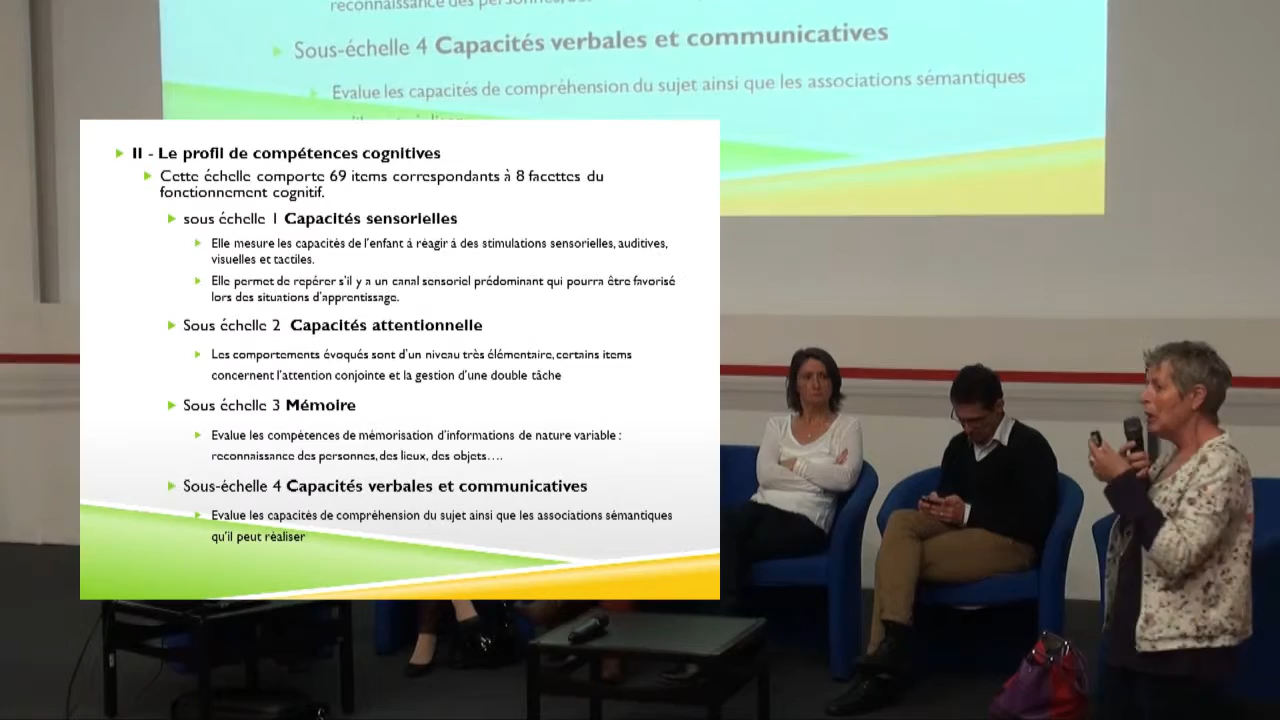 reconnaissance des personnes,
Sous-échelle 4 Capacités verbales et communicatives
Evalue les capacités de compréhension du sujet ainsi que les associations sémantiques
II - Le profil de compétences cognitives
Cette échelle comporte 69 items correspondants à 8 facettes du
fonctionnement cognitif.
sous échelle 1 Capacités sensorielles
Elle mesure les capacités de l'enfant à réagir à des stimulations sensorielles, auditives,
visuelles et tactiles.
Elle permet de repérer s'il y a un canal sensoriel prédominant qui pourra être favorisé
lors des situations d'apprentissage.
Sous échelle 2 Capacités attentionnelle
Les comportements évoqués sont d'un niveau très élémentaire, certains items
concernent l'attention conjointe et la gestion d'une double tâche
Sous échelle 3 Mémoire
Evalue les compétences de mémorisation d'informations de nature variable :
reconnaissance des personnes, des lieux, des objets….
Sous-échelle 4 Capacités verbales et communicatives
Evalue les capacités de compréhension du sujet ainsi que les associations sémantiques
qu'il peut réaliser